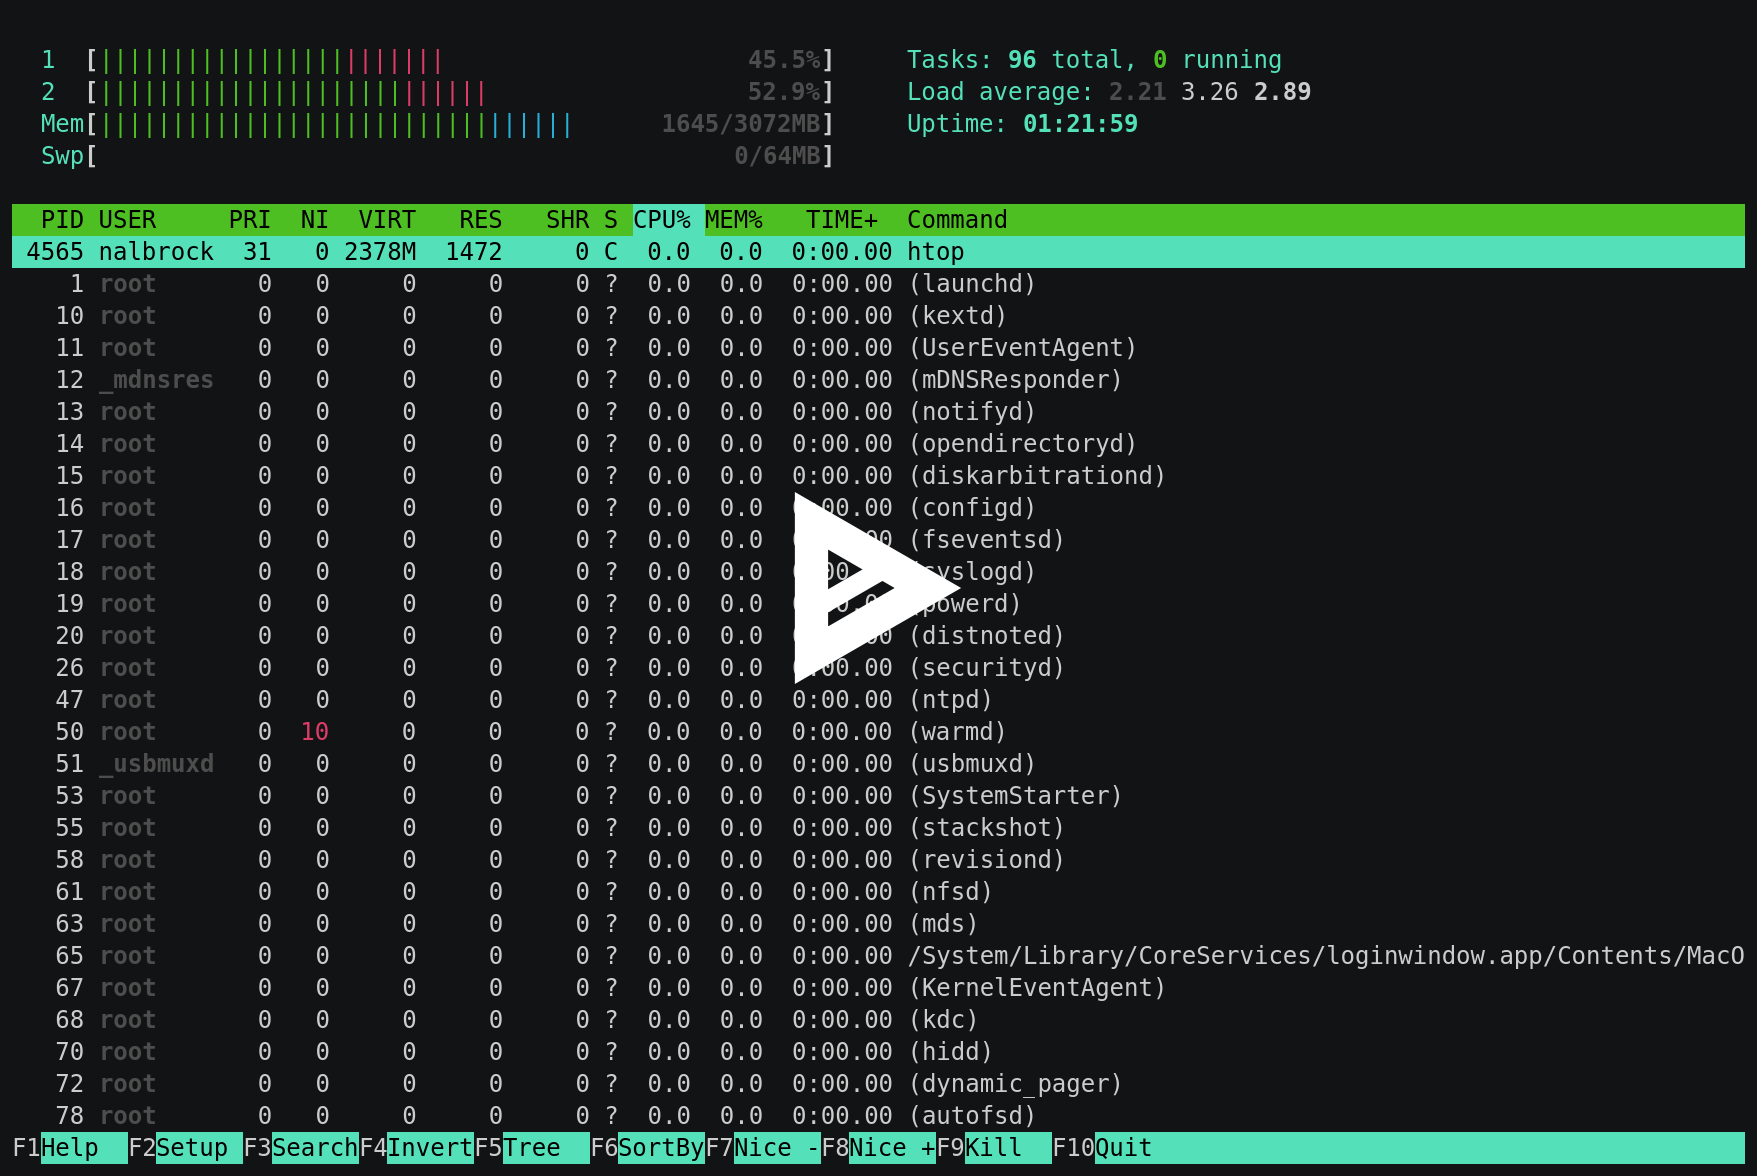 1 [||||||||||||||||||||||||45.5%] Tasks: 96 total, 0 running
2 [|||||||||||||||||||||||||||52.9%] Load average: 2.21 3.26 2.89
Mem[|||||||||||||||||||||||||||||||||1645/3072MB] Uptime: 01:21:59
Swp[ 0/64MB]
PID USER PRI NI VIRT RES SHR S CPU% MEM% TIME+ Command
4565 nalbrock 31 0 2378M 1472 0 C 0.0 0.0 0:00.00 htop
1 root 0 0 0 0 0 ? 0.0 0.0 0:00.00 (launchd)
10 root 0 0 0 0 0 ? 0.0 0.0 0:00.00 (kextd)
11 root 0 0 0 0 0 ? 0.0 0.0 0:00.00 (UserEventAgent)
12 _mdnsres 0 0 0 0 0 ? 0.0 0.0 0:00.00 (mDNSResponder)
13 root 0 0 0 0 0 ? 0.0 0.0 0:00.00 (notifyd)
14 root 0 0 0 0 0 ? 0.0 0.0 0:00.00 (opendirectoryd)
15 root 0 0 0 0 0 ? 0.0 0.0 0:00.00 (diskarbitrationd)
16 root 0 0 0 0 0 ? 0.0 0.0 (configd)
17 root 0 0 0 0 0 ? 0.0 0.0 (fseventsd)
18 root 0 0 0 0 0 ? 0.0 0.0 (syslogd)
19 root 0 0 0 0 0 ? 0.0 0.0 (powerd)
20 root 0 0 0 0 0 ? 0.0 0.0 (distnoted)
26 root 0 0 0 0 0 ? 0.0 0.0 0:00.00 (securityd)
47 root 0 0 0 0 0 ? 0.0 0.0 0:00.00 (ntpd)
50 root 0 10 0 0 0 ? 0.0 0.0 0:00.00 (warmd)
51 _usbmuxd 0 0 0 0 0 ? 0.0 0.0 0:00.00 (usbmuxd)
53 root 0 0 0 0 0 ? 0.0 0.0 0:00.00 (SystemStarter)
55 root 0 0 0 0 0 ? 0.0 0.0 0:00.00 (stackshot)
58 root 0 0 0 0 0 ? 0.0 0.0 0:00.00 (revisiond)
61 root 0 0 0 0 0 ? 0.0 0.0 0:00.00 (nfsd)
63 root 0 0 0 0 0 ? 0.0 0.0 0:00.00 (mds)
65 root 0 0 0 0 0 ? 0.0 0.0 0:00.00 /System/Library/CoreServices/loginwindow.app/Contents/MacO
67 root 0 0 0 0 0 ? 0.0 0.0 0:00.00 (KernelEventAgent)
68 root 0 0 0 0 0 ? 0.0 0.0 0:00.00 (kdc)
70 root 0 0 0 0 0 ? 0.0 0.0 0:00.00 (hidd)
72 root 0 0 0 0 0 ? 0.0 0.0 0:00.00 (dynamic_pager)
78 root 0 0 0 0 0 ? 0.0 0.0 0:00.00 (autofsd)
F1Help F2Setup F3SearchF4InvertF5Tree F6SortByF7Nice -F8Nice +F9Kill F10Quit